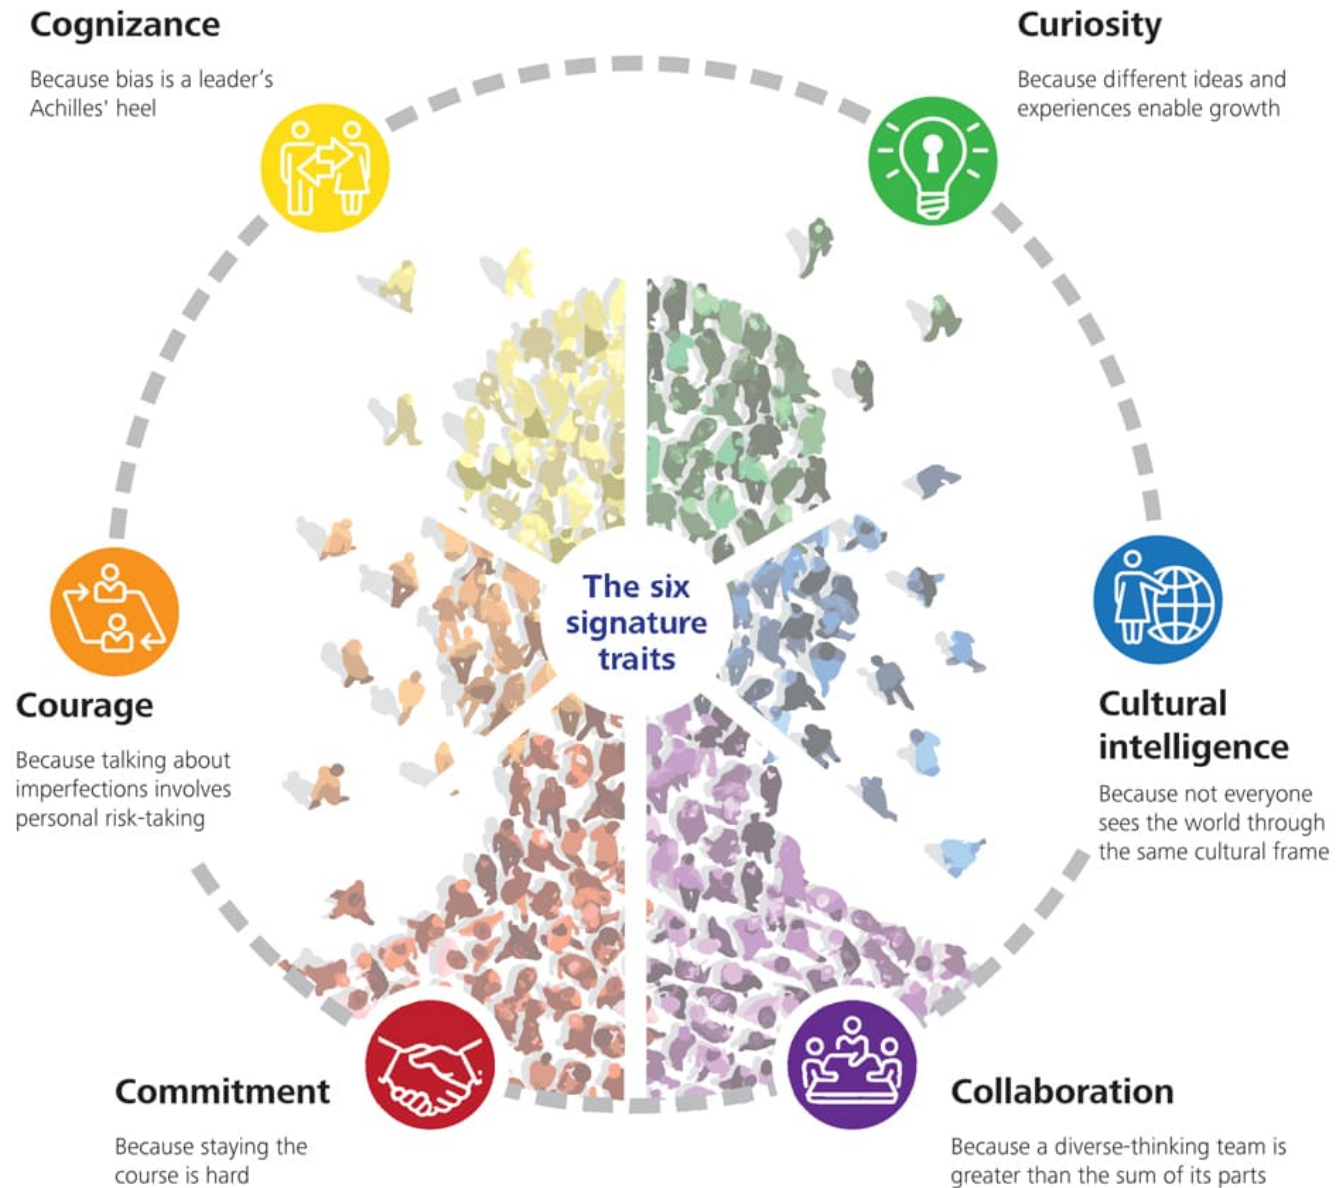 Cognizance
Because bias is a leader's
Achilles' heel
Curiosity
Because different ideas and
experiences enable growth
The six
signature
traits
Courage
Because talking about
imperfections involves
personal risk-taking
Cultural
intelligence
Because not everyone
sees the world through
the same cultural frame
Commitment
Because staying the
course is hard
Collaboration
Because a diverse-thinking team is
greater than the sum of its parts